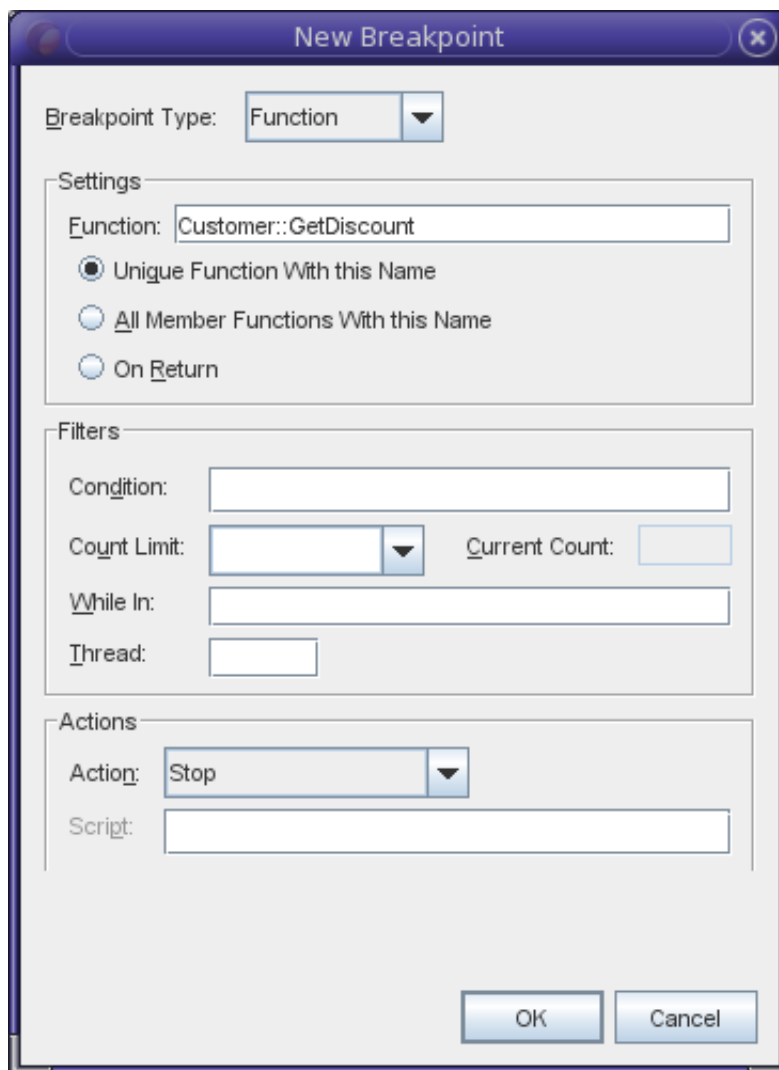 New Breakpoint
Breakpoint Type: Function
Settings
Function: Customer::GetDiscount
Unique Function With this Name
All Member Functions With this Name
On Return
Filters
Condition:
Count Limit: Current Count:
While In:
Thread:
Actions
Action: Stop
Script:
OK Cancel